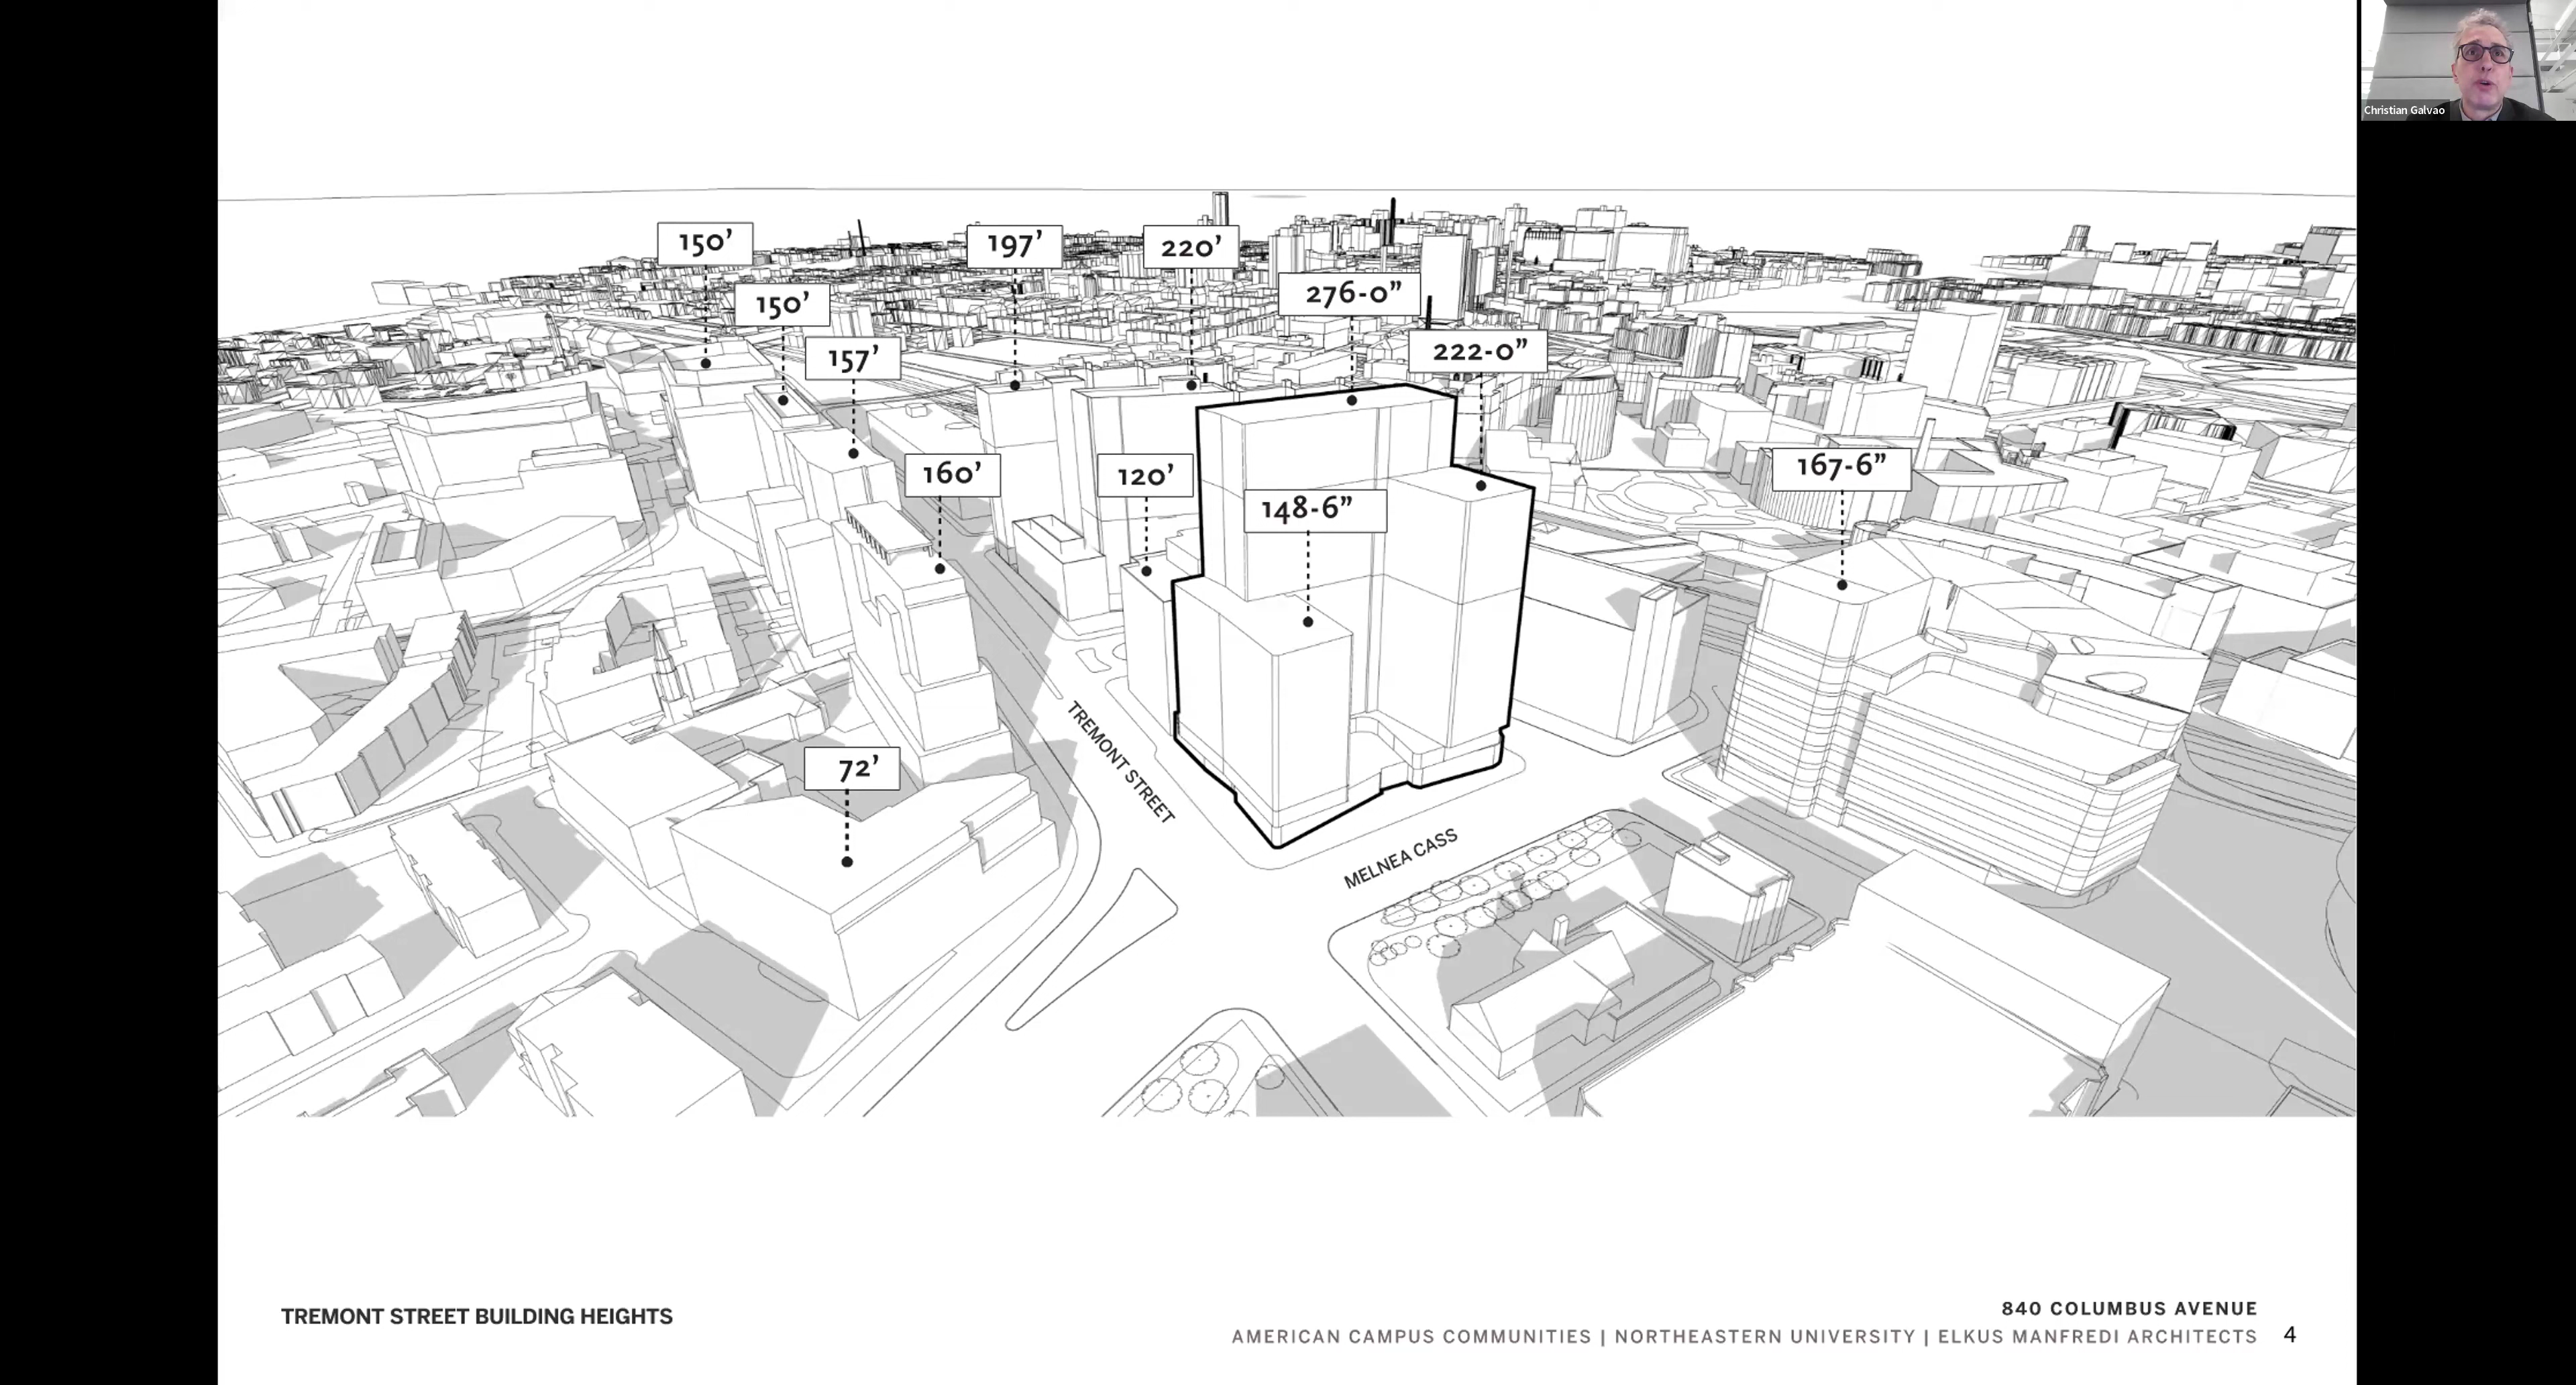 Christian Galvao
150’
197’
220’
276-0”
150’
222-0”
157’
160’
120’
167-6”
148-6”
TREMONT STREET
72’
MELNEA CASS
TREMONT STREET BUILDING HEIGHTS
840 COLUMBUS AVENUE
AMERICAN CAMPUS COMMUNITIES | NORTHEASTERN UNIVERSITY | ELKUS MANFREDI ARCHITECTS 4